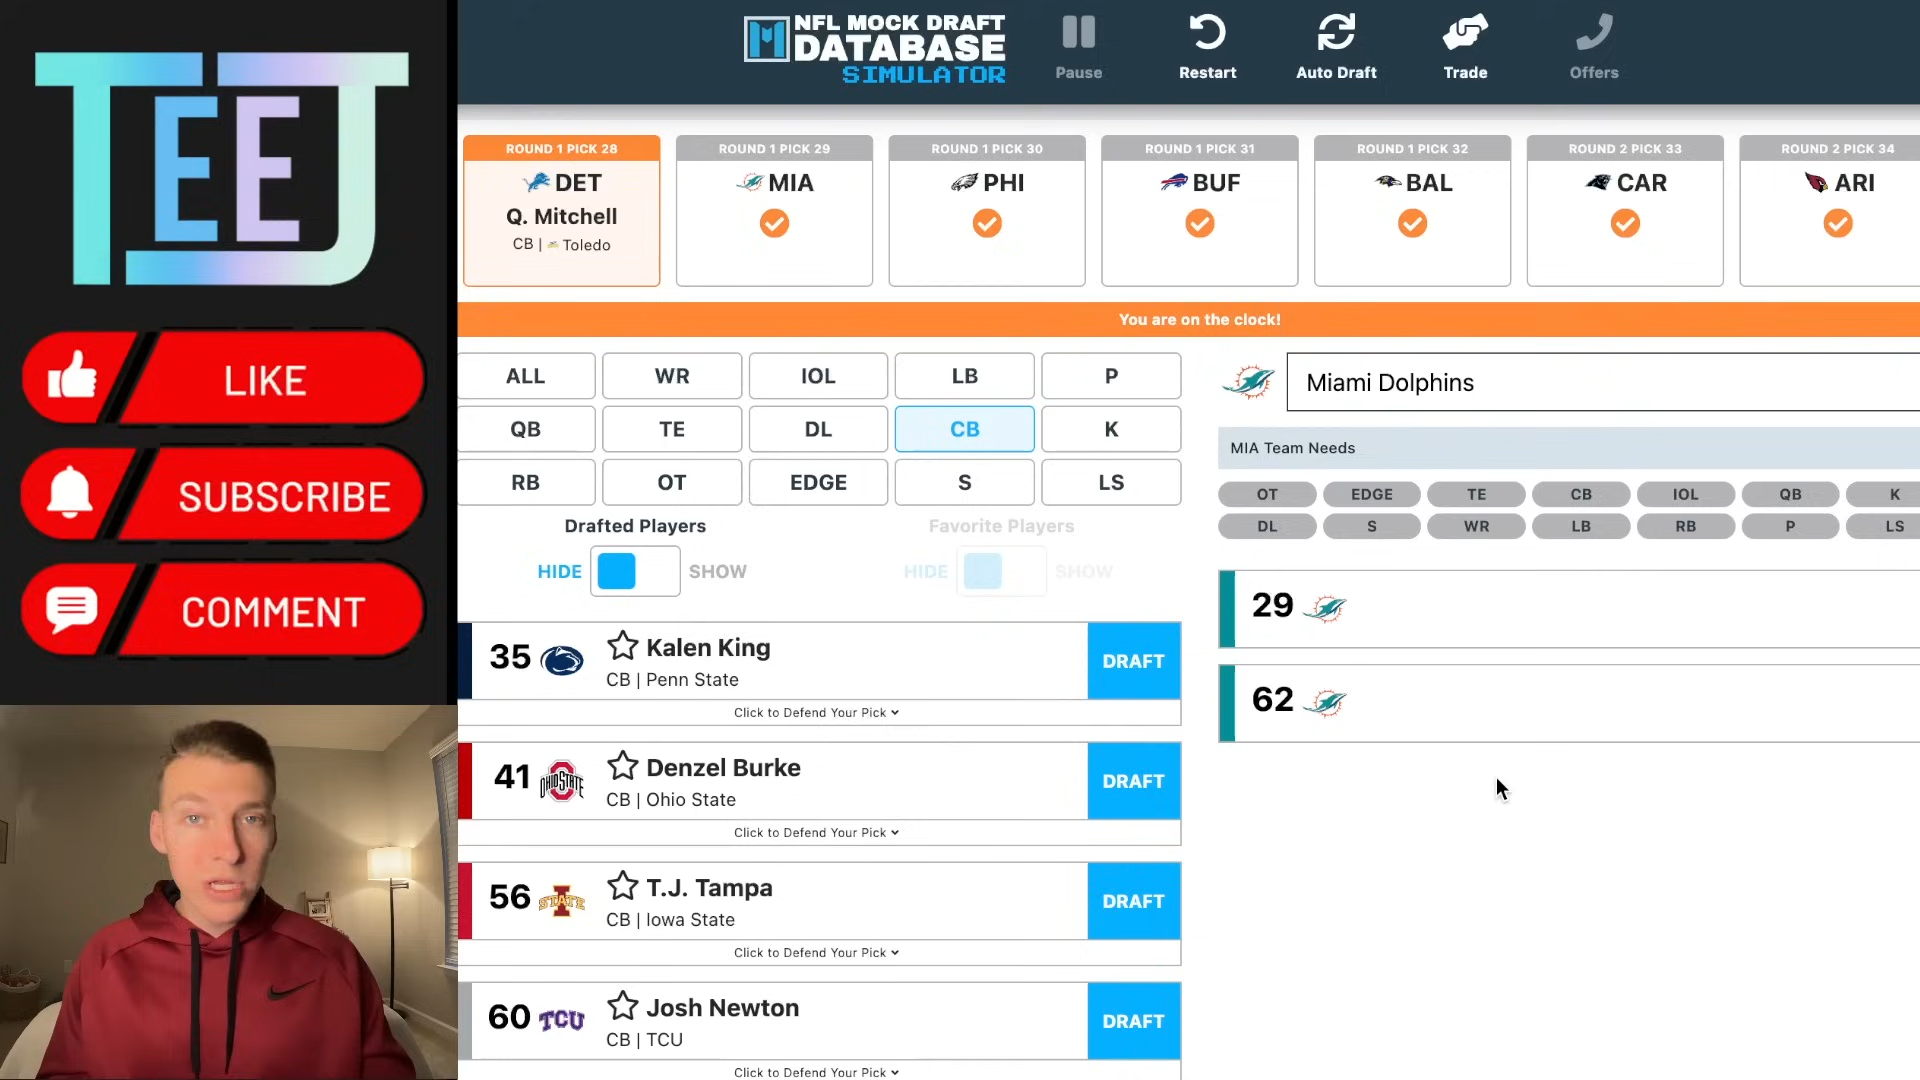 TEEJ
LIKE
SUBSCRIBE
COMMENT
NFL MOCK DRAFT
DATABASE
SIMULATOR
Pause
Restart
Auto Draft
Trade
Offers
ROUND 1 PICK 28
DET
Q. Mitchell
CB | Toledo
ROUND 1 PICK 29
MIA
ROUND 1 PICK 30
PHI
ROUND 1 PICK 31
BUF
ROUND 1 PICK 32
BAL
ROUND 2 PICK 33
CAR
ROUND 2 PICK 34
ARI
You are on the clock!
ALL WR IOL LB P
QB TE DL CB K
RB OT EDGE S LS
Drafted Players
HIDE SHOW
Favorite Players
HIDE SHOW
35 Kalen King
CB | Penn State
DRAFT
Click to Defend Your Pick
41 OHIO STATE Denzel Burke
CB | Ohio State
DRAFT
Click to Defend Your Pick
56 STATE T.J. Tampa
CB | Iowa State
DRAFT
Click to Defend Your Pick
60 TCU Josh Newton
CB | TCU
DRAFT
Click to Defend Your Pick
Miami Dolphins
MIA Team Needs
OT EDGE TE CB IOL QB K
DL S WR LB RB P LS
29
62